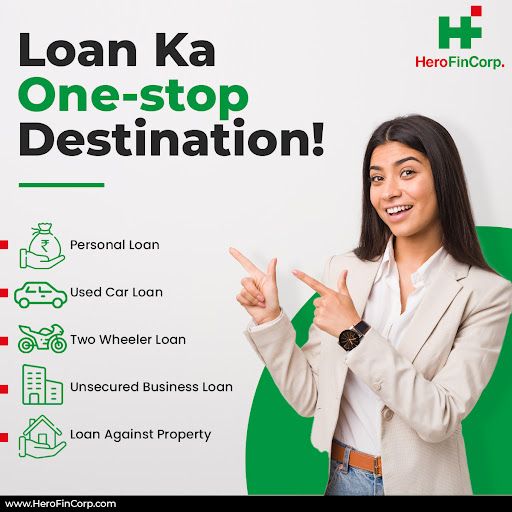 Loan Ka
One-stop
Destination!
HeroFinCorp.
Personal Loan
Used Car Loan
Two Wheeler Loan
Unsecured Business Loan
Loan Against Property
www.HeroFinCorp.com